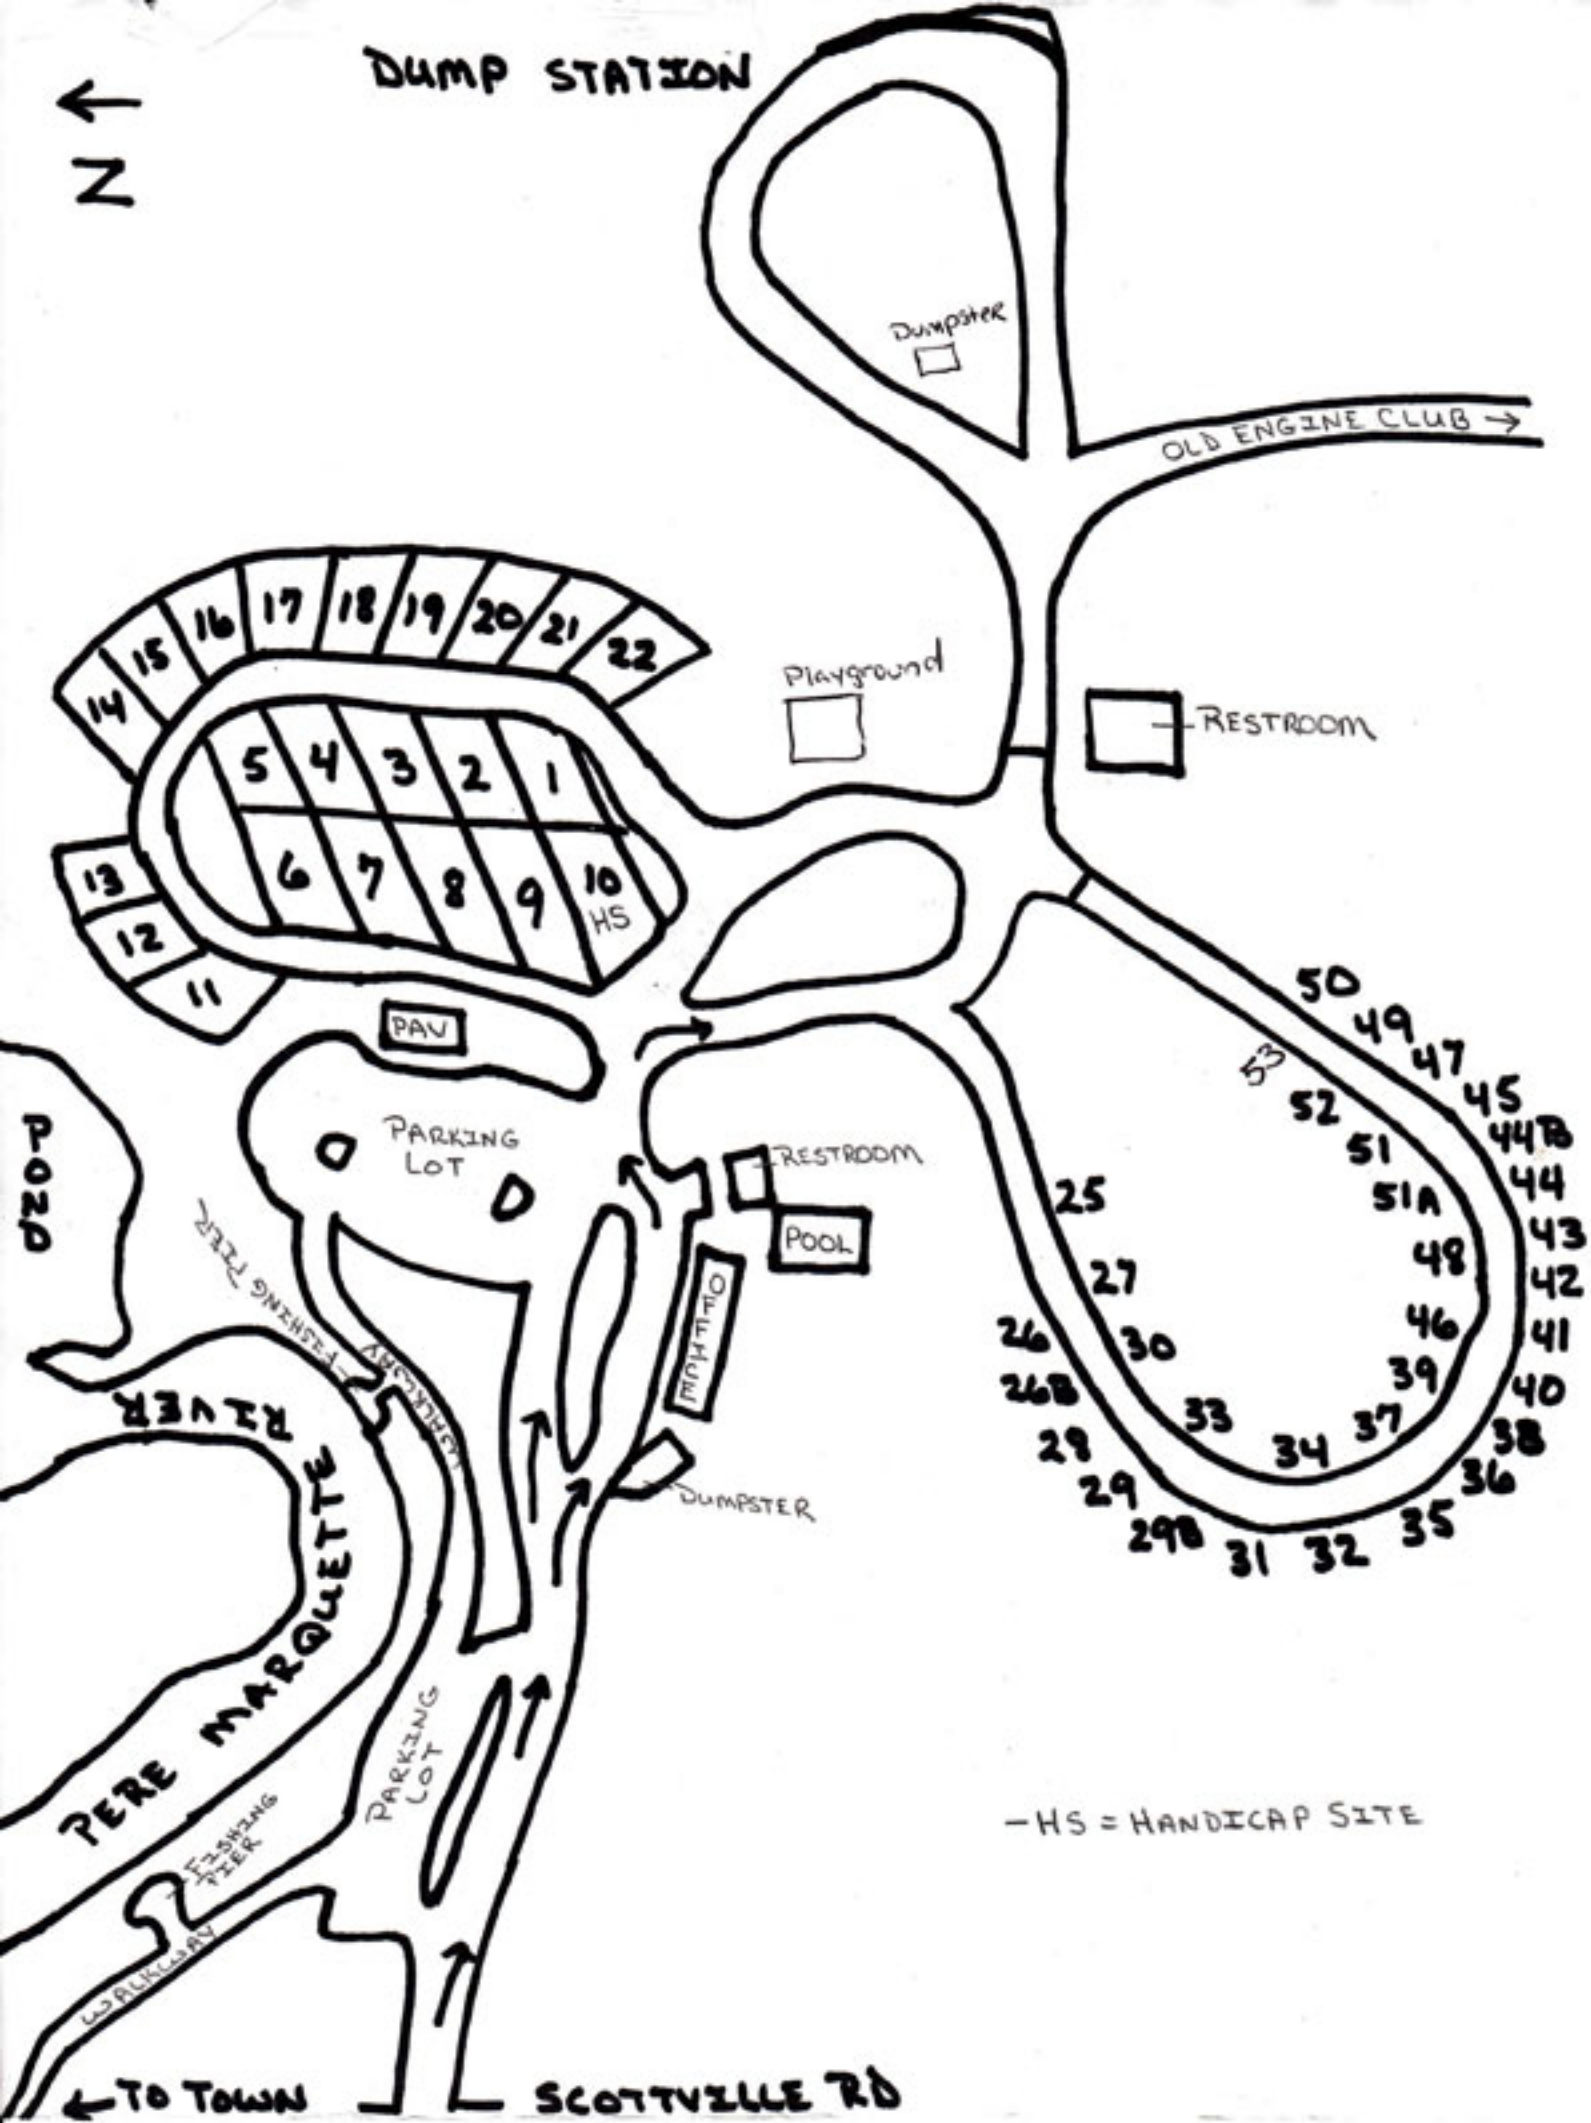 DUMP STATION
←
N
Dumpster
OLD ENGINE CLUB →
14 15 16 17 18 19 20 21 22
Playground
RESTROOM
5 4 3 2 1
6 7 8 9 10
HS
13
12
11
PAV
POND
PARKING
LOT
RESTROOM
POOL
OFFICE
DUMPSTER
FISHING PIER
WALKWAY
50
49
47
45
44B
44
43
42
41
40
38
36
35
32
31
29B
29
28
26B
26
53
52
51
51A
48
46
39
37
34
33
30
27
25
PERE MARQUETTE
RIVER
PARKING
LOT
FISHING
PIER
WALKWAY
-HS = HANDICAP SITE
←TO TOWN
SCOTTVILLE RD